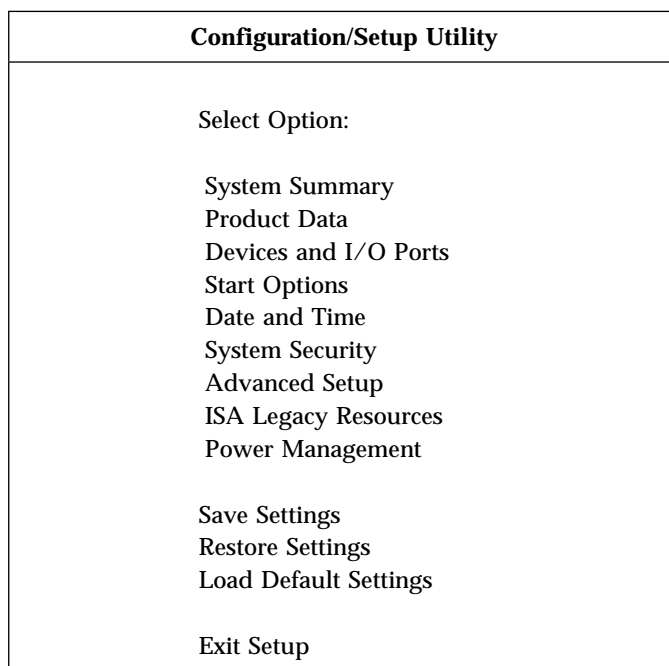 Configuration/Setup Utility
Select Option:
System Summary
Product Data
Devices and I/O Ports
Start Options
Date and Time
System Security
Advanced Setup
ISA Legacy Resources
Power Management
Save Settings
Restore Settings
Load Default Settings
Exit Setup